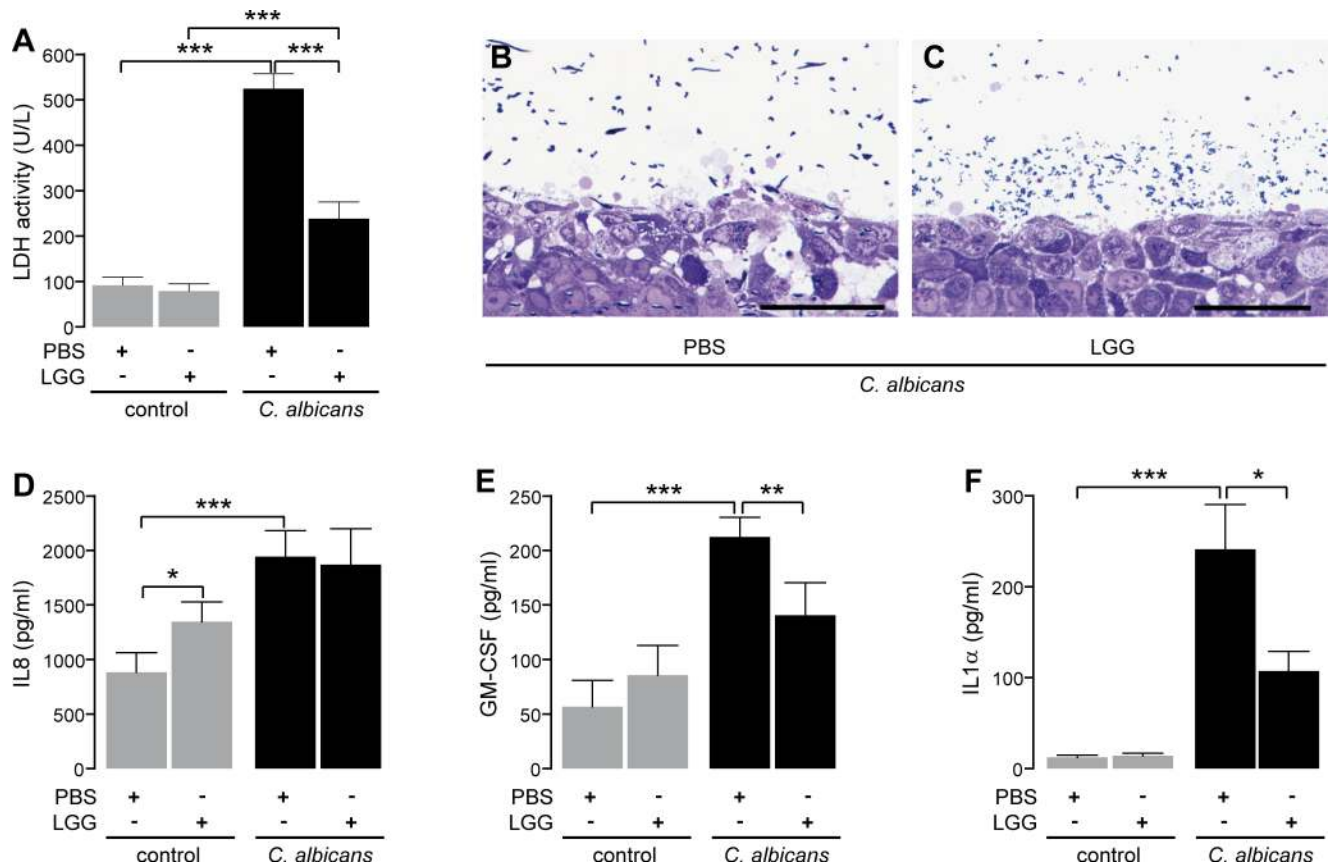 A
LDH activity (U/L)
600
500
400
300
200
100
0
***
***
***
PBS + - + -
LGG - + - +
control C. albicans
B
C
PBS LGG
C. albicans
D
IL8 (pg/ml)
2500
2000
1500
1000
500
0
***
*
PBS + - + -
LGG - + - +
control C. albicans
E
GM-CSF (pg/ml)
250
200
150
100
50
0
*** **
PBS + - + -
LGG - + - +
control C. albicans
F
IL1α (pg/ml)
300
200
100
0
*** *
PBS + - + -
LGG - + - +
control C. albicans